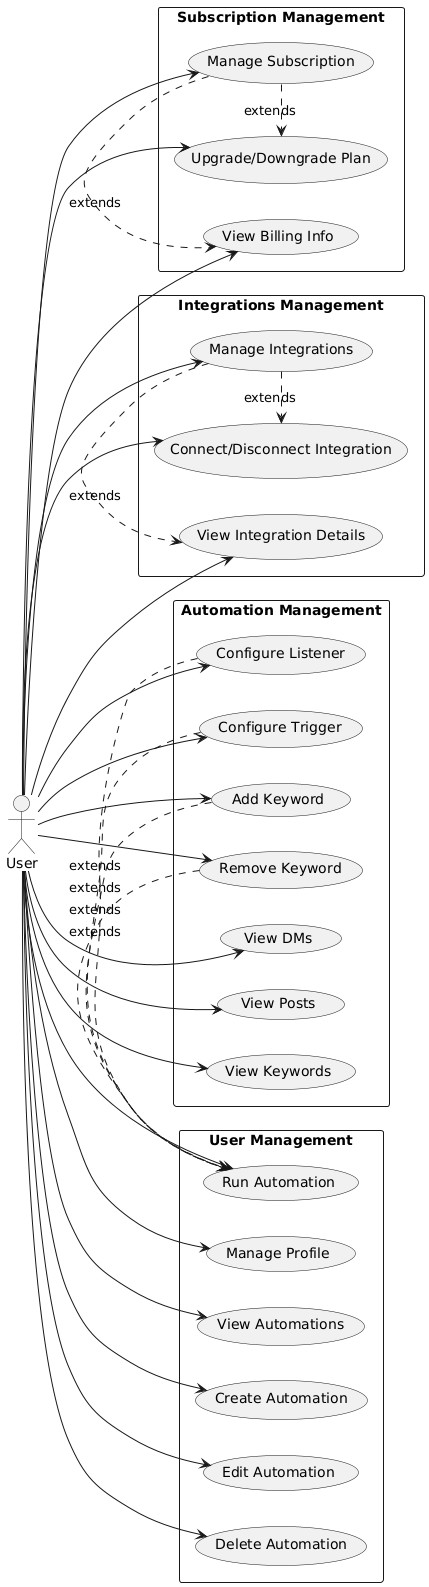 Subscription Management
Manage Subscription
extends
Upgrade/Downgrade Plan
extends
View Billing Info
Integrations Management
Manage Integrations
extends
Connect/Disconnect Integration
extends
View Integration Details
Automation Management
Configure Listener
Configure Trigger
Add Keyword
User
Remove Keyword
extends
extends
extends
extends
View DMs
View Posts
View Keywords
User Management
Run Automation
Manage Profile
View Automations
Create Automation
Edit Automation
Delete Automation